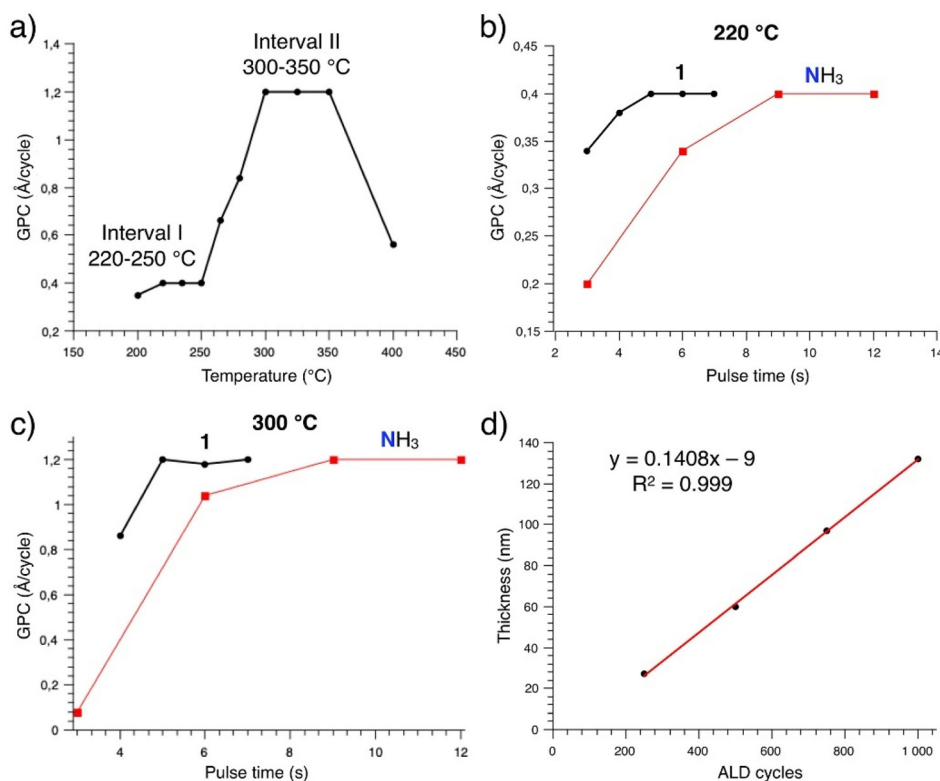 a)
Interval II
300-350 °C
Interval I
220-250 °C
GPC (Å/cycle)
1,4
1,2
1
0,8
0,6
0,4
0,2
150
200
250
300
350
400
450
Temperature (°C)
b)
220 °C
1
NH₃
GPC (Å/cycle)
0,45
0,4
0,35
0,3
0,25
0,2
0,15
2
4
6
8
10
12
14
Pulse time (s)
c)
300 °C
1
NH₃
GPC (Å/cycle)
1,2
1
0,8
0,6
0,4
0,2
0
4
6
8
10
12
Pulse time (s)
d)
y = 0.1408x – 9
R² = 0.999
Thickness (nm)
140
120
100
80
60
40
20
0
0
200
400
600
800
1 000
ALD cycles